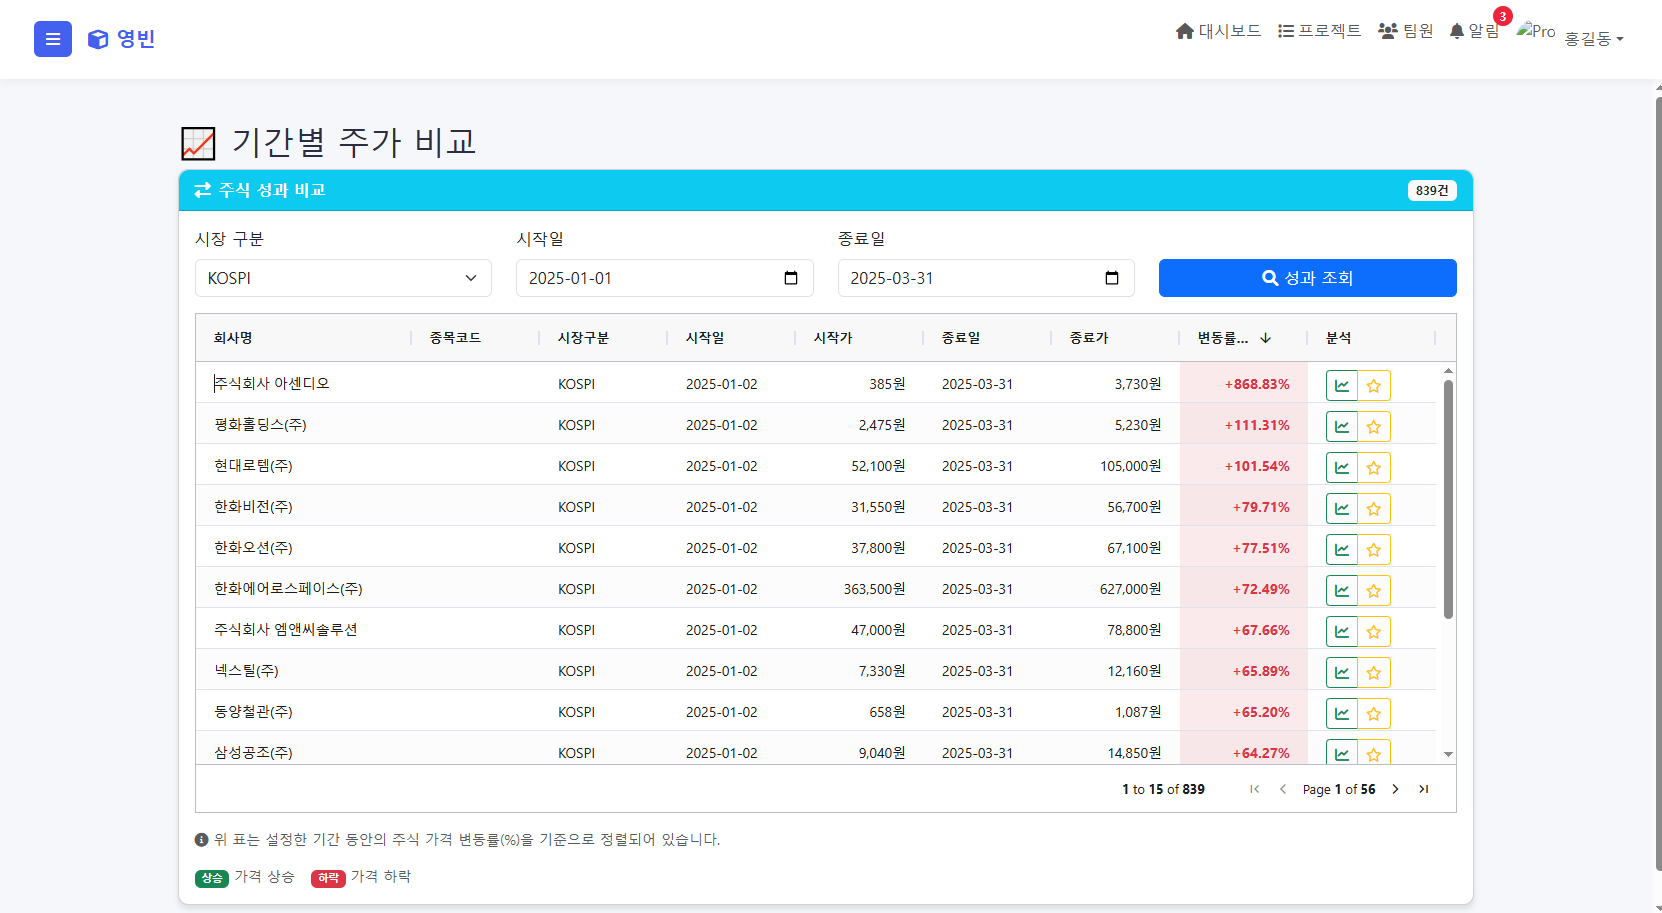 영빈
대시보드 프로젝트 팀원 알림 3 Pro 홍길동
기간별 주가 비교
주식 성과 비교 839건
시장 구분 시작일 종료일
KOSPI 2025-01-01 2025-03-31 성과 조회
회사명 종목코드 시장구분 시작일 시작가 종료일 종료가 변동률... 분석
주식회사 아센디오 KOSPI 2025-01-02 385원 2025-03-31 3,730원 +868.83%
평화홀딩스(주) KOSPI 2025-01-02 2,475원 2025-03-31 5,230원 +111.31%
현대로템(주) KOSPI 2025-01-02 52,100원 2025-03-31 105,000원 +101.54%
한화비전(주) KOSPI 2025-01-02 31,550원 2025-03-31 56,700원 +79.71%
한화오션(주) KOSPI 2025-01-02 37,800원 2025-03-31 67,100원 +77.51%
한화에어로스페이스(주) KOSPI 2025-01-02 363,500원 2025-03-31 627,000원 +72.49%
주식회사 엠앤씨솔루션 KOSPI 2025-01-02 47,000원 2025-03-31 78,800원 +67.66%
넥스틸(주) KOSPI 2025-01-02 7,330원 2025-03-31 12,160원 +65.89%
동양철관(주) KOSPI 2025-01-02 658원 2025-03-31 1,087원 +65.20%
삼성공조(주) KOSPI 2025-01-02 9,040원 2025-03-31 14,850원 +64.27%
1 to 15 of 839 Page 1 of 56
위 표는 설정한 기간 동안의 주식 가격 변동률(%)을 기준으로 정렬되어 있습니다.
상승 가격 상승 하락 가격 하락